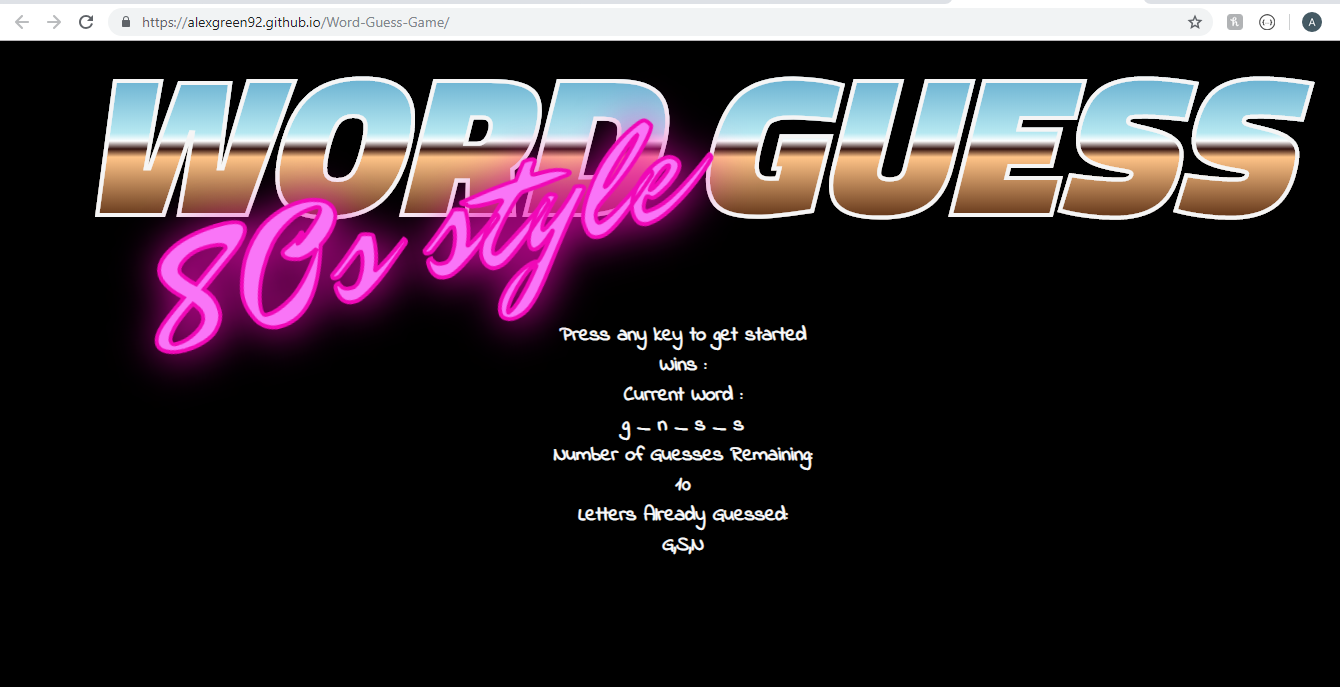 https://alexgreen92.github.io/Word-Guess-Game/
A
WORD GUESS
80s style
Press any key to get started
Wins :
Current Word :
g _ n _ s _ s
Number of Guesses Remaining:
10
Letters Already Guessed:
G,S,N